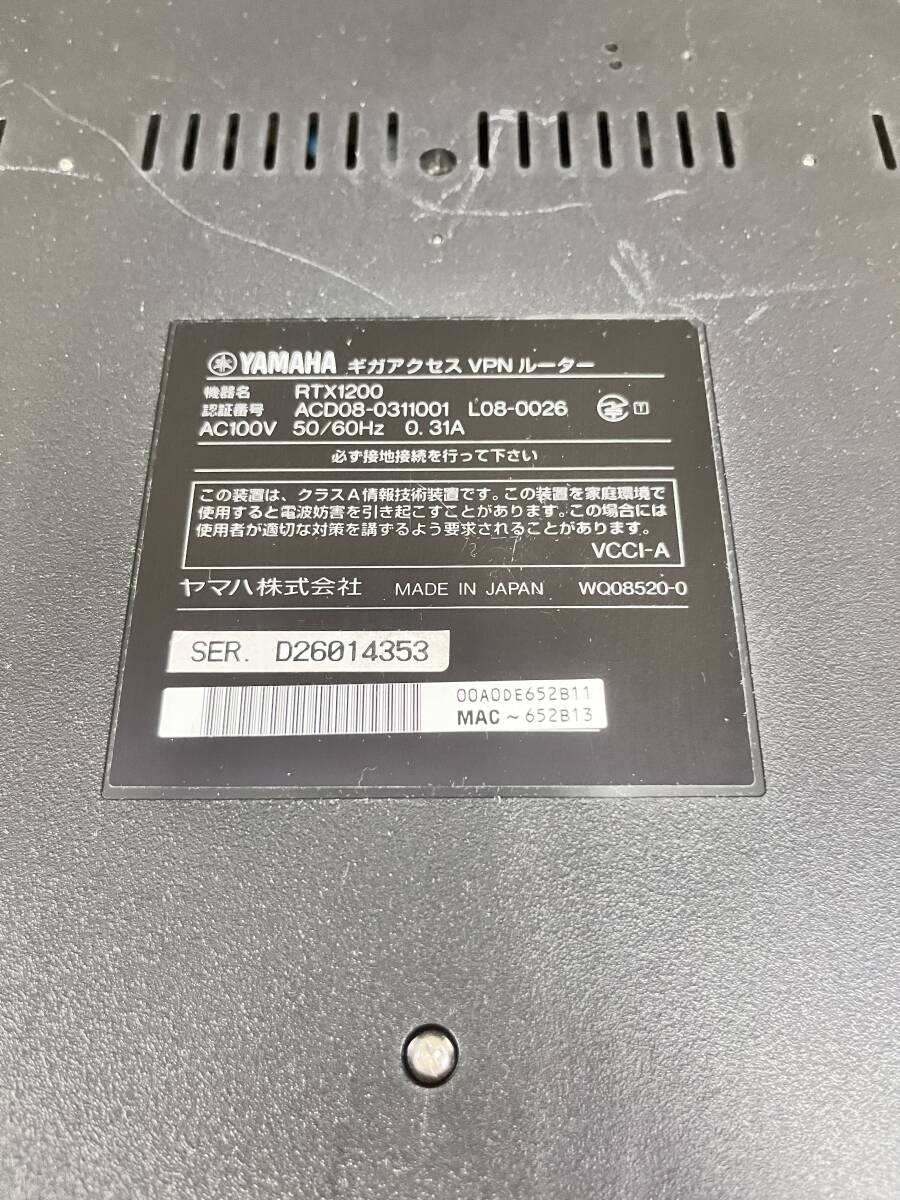 YAMAHA ギガアクセス VPN ルーター
機器名 RTX1200
認証番号 ACD08-0311001 L08-0026 T
AC100V 50/60Hz 0.31A
必ず接地接続を行って下さい
この装置は、クラスA情報技術装置です。この装置を家庭環境で
使用すると電波妨害を引き起こすことがあります。この場合には
使用者が適切な対策を講ずるよう要求されることがあります。
VCCI-A
ヤマハ株式会社 MADE IN JAPAN WQ08520-0
SER. D26014353
00A0DE652B11
MAC ~ 652B13